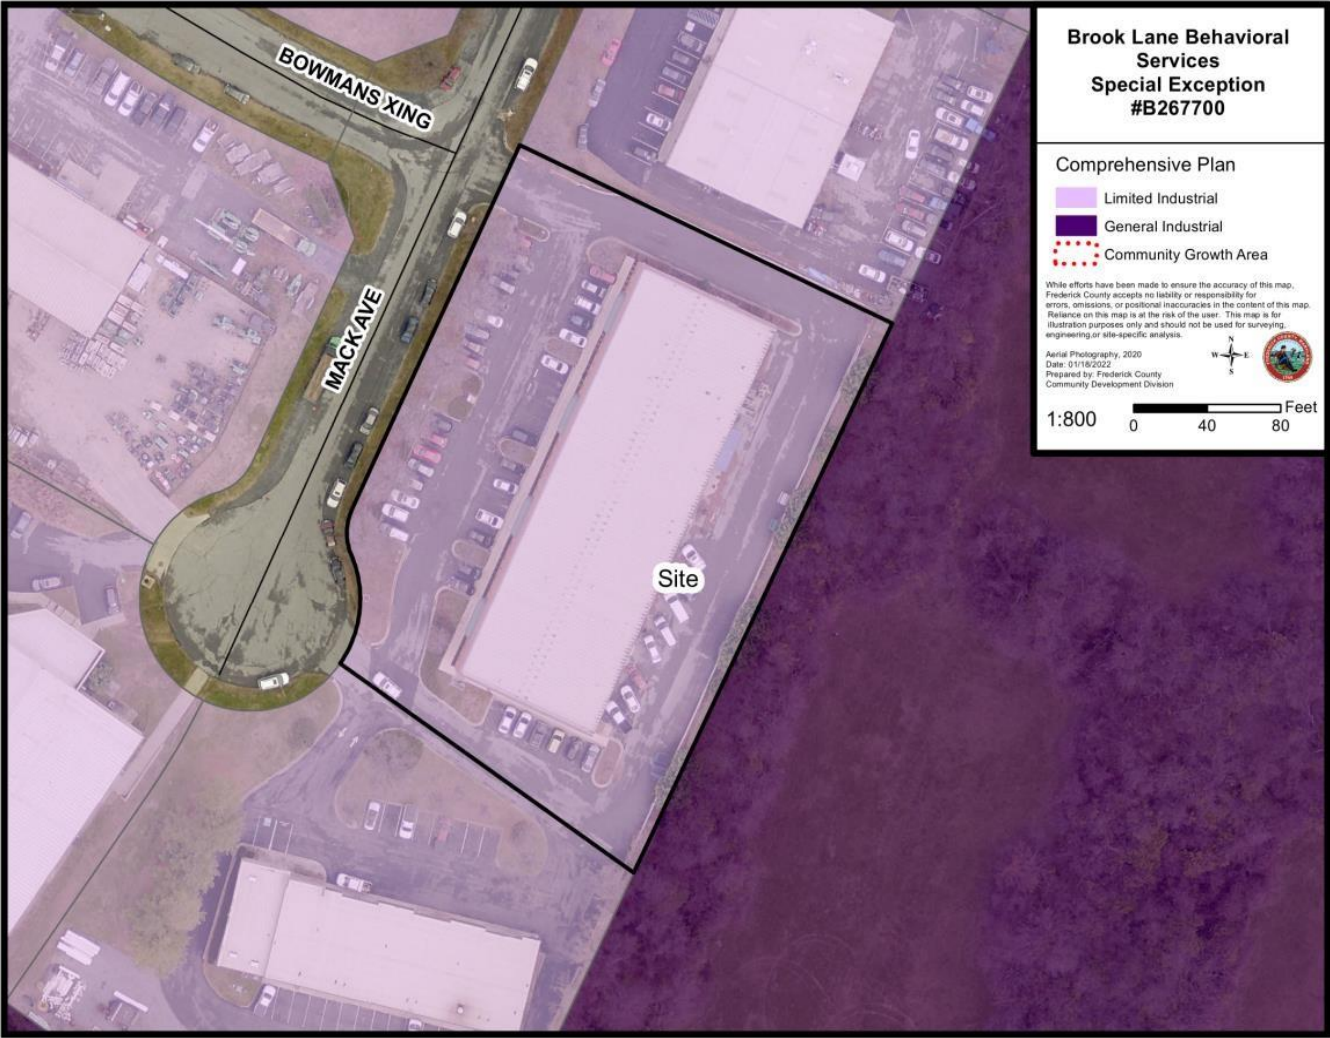 Brook Lane Behavioral
Services
Special Exception
#B267700
Comprehensive Plan
Limited Industrial
General Industrial
Community Growth Area
While efforts have been made to ensure the accuracy of this map,
Frederick County accepts no liability or responsibility for
errors, omissions, or positional inaccuracies in the content of this map.
Reliance on this map is at the risk of the user. This map is for
illustration purposes only and should not be used for surveying,
engineering,or site-specific analysis.
Aerial Photography, 2020
Date: 01/18/2022
Prepared by: Frederick County
Community Development Division
N
W E
S
1:800
Feet
0 40 80
BOWMANS XING
MACK AVE
Site